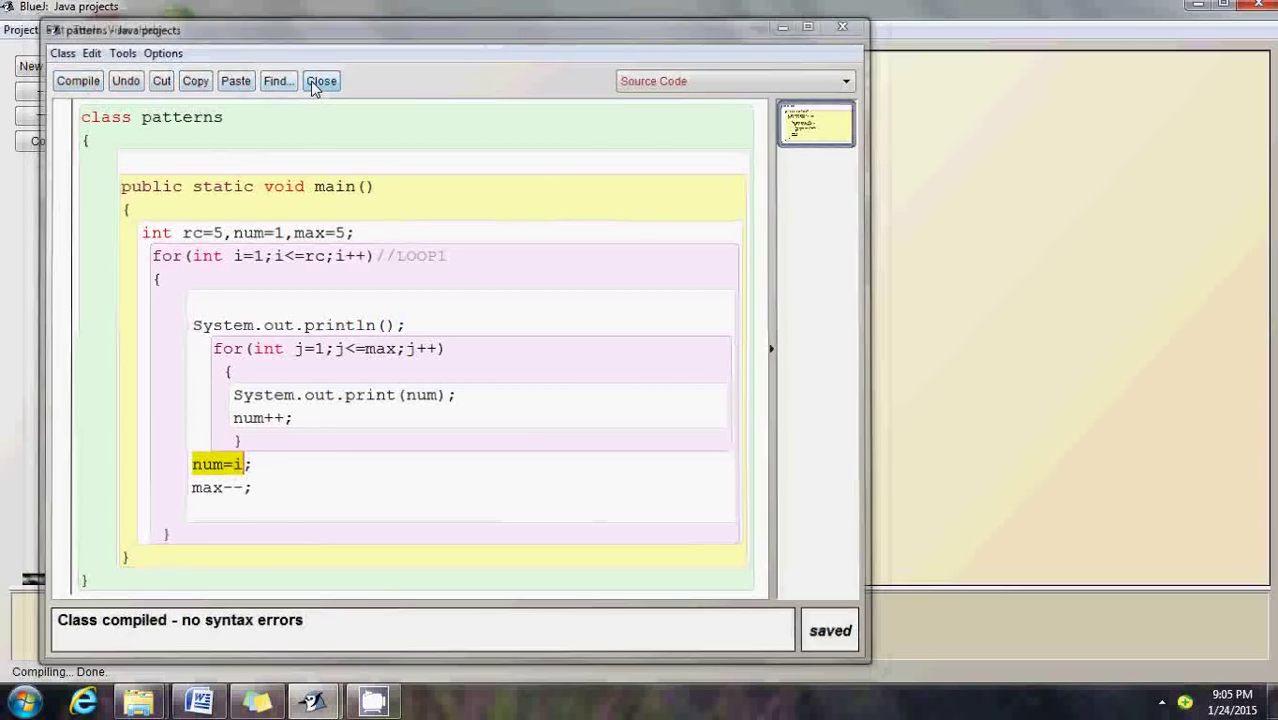 BlueJ: Java projects
Project
patterns - Java projects
Class Edit Tools Options
New
Compile Undo Cut Copy Paste Find... Close
Source Code
Co
class patterns
{
public static void main()
{
int rc=5,num=1,max=5;
for(int i=1;i<=rc;i++)//LOOP1
{
System.out.println();
for(int j=1;j<=max;j++)
{
System.out.print(num);
num++;
}
num=i;
max--;
}
}
}
Class compiled - no syntax errors
saved
Compiling... Done.
9:05 PM
1/24/2015